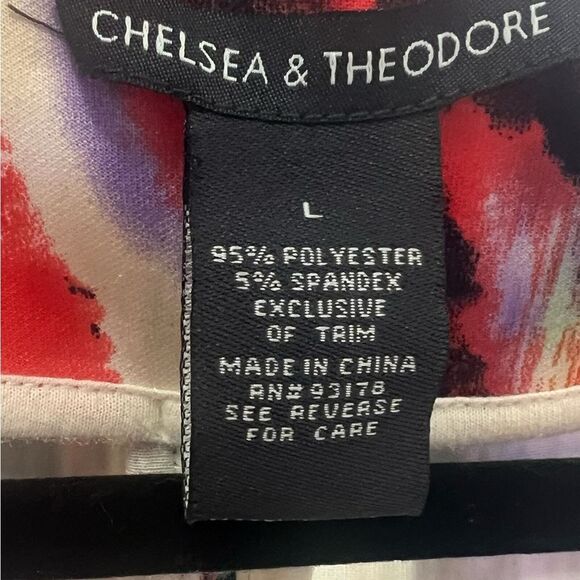 CHELSEA & THEODORE
L
95% POLYESTER
5% SPANDEX
EXCLUSIVE
OF TRIM
MADE IN CHINA
RN# 93178
SEE REVERSE
FOR CARE